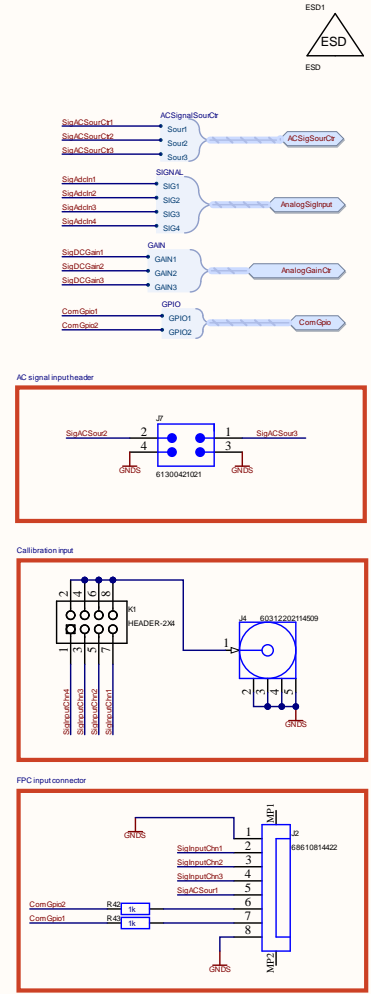 ESD1
ESD
ESD
ACSignalSourCtr
SigACSourCtr1
Sour1
SigACSourCtr2
Sour2
ACSigSourCtr
SigACSourCtr3
Sour3
SIGNAL
SigAdcIn1
SIG1
SigAdcIn2
SIG2
SigAdcIn3
SIG3
AnalogSigInput
SigAdcIn4
SIG4
GAIN
SigDCGain1
GAIN1
SigDCGain2
GAIN2
AnalogGainCtr
SigDCGain3
GAIN3
GPIO
ComGpio1
GPIO1
ComGpio
ComGpio2
GPIO2
AC signal input header
J7
SigACSour2
2
1
SigACSour3
4
3
GNDS
61300421021
GNDS
Callibration input
2
4
6
8
K1
HEADER-2X4
1
3
5
7
SigInputChn4
SigInputChn3
SigInputChn2
SigInputChn1
J4 60312202114509
1
2
3
4
5
GNDS
FPC input connector
MP1
GNDS
1
J2
SigInputChn1
2
68610814422
SigInputChn2
3
SigInputChn3
4
SigACSour1
5
ComGpio2
R42
1k
6
ComGpio1
R43
1k
7
8
GNDS
MP2